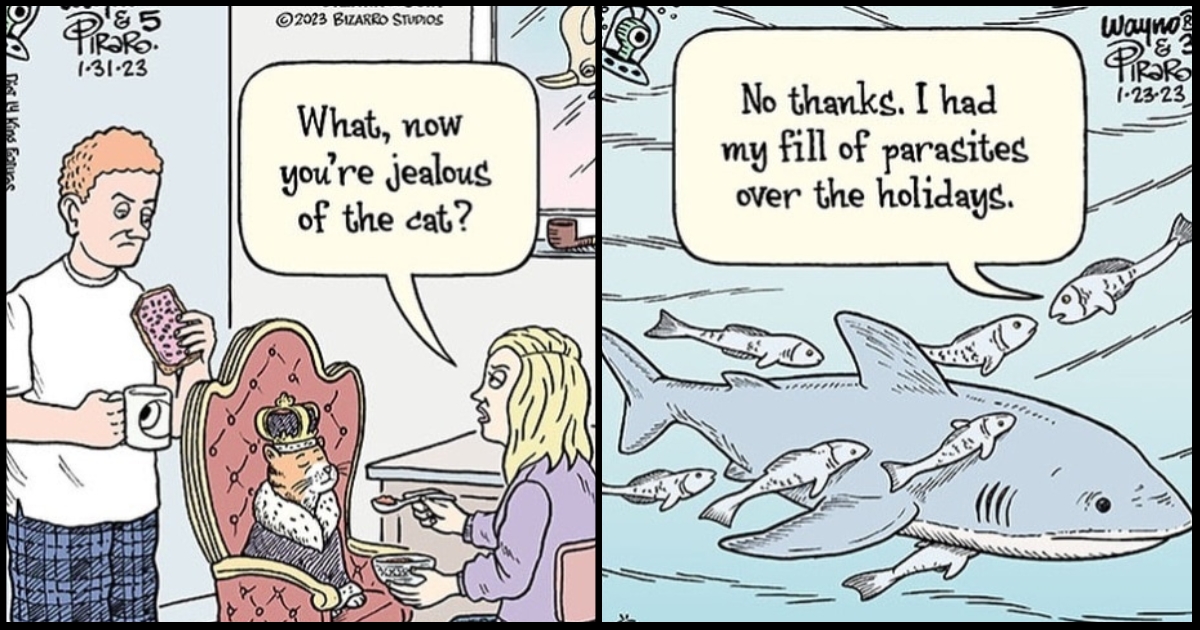 & 5
PIRARO.
1·31·23
©2023 BIZARRO STUDIOS
What, now
you're jealous
of the cat?
Wayno
& 3
PIRARO
1·23·23
No thanks. I had
my fill of parasites
over the holidays.